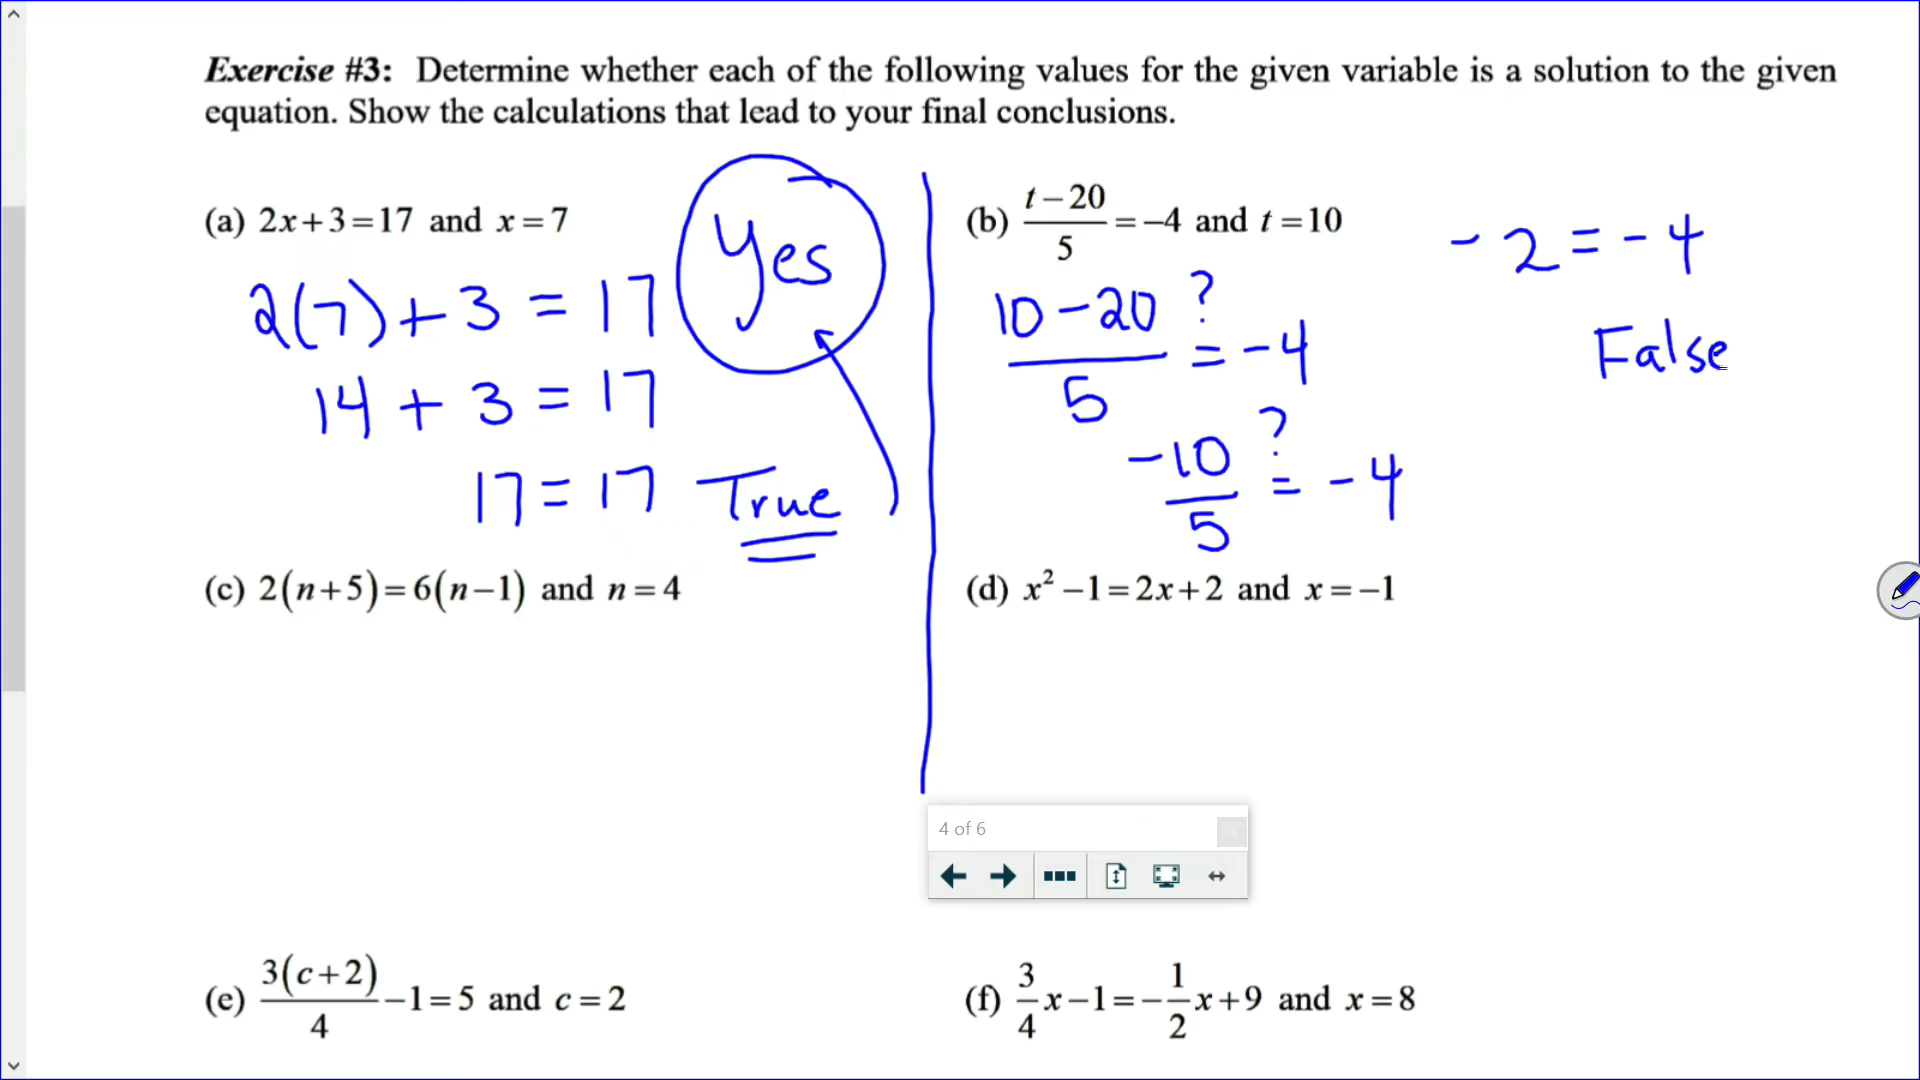 Exercise #3: Determine whether each of the following values for the given variable is a solution to the given
equation. Show the calculations that lead to your final conclusions.
(a) 2x+3=17 and x=7
Yes
2(7)+3 = 17
14 + 3 = 17
17 = 17 True
(b) (t−20)/5 = −4 and t=10
(10−20)/5 ?= −4
−10/5 ?= −4
−2 = −4
False
(c) 2(n+5)=6(n−1) and n=4
(d) x²−1=2x+2 and x=−1
4 of 6
(e) 3(c+2)/4 −1=5 and c=2
(f) 3/4 x−1=−1/2 x+9 and x=8